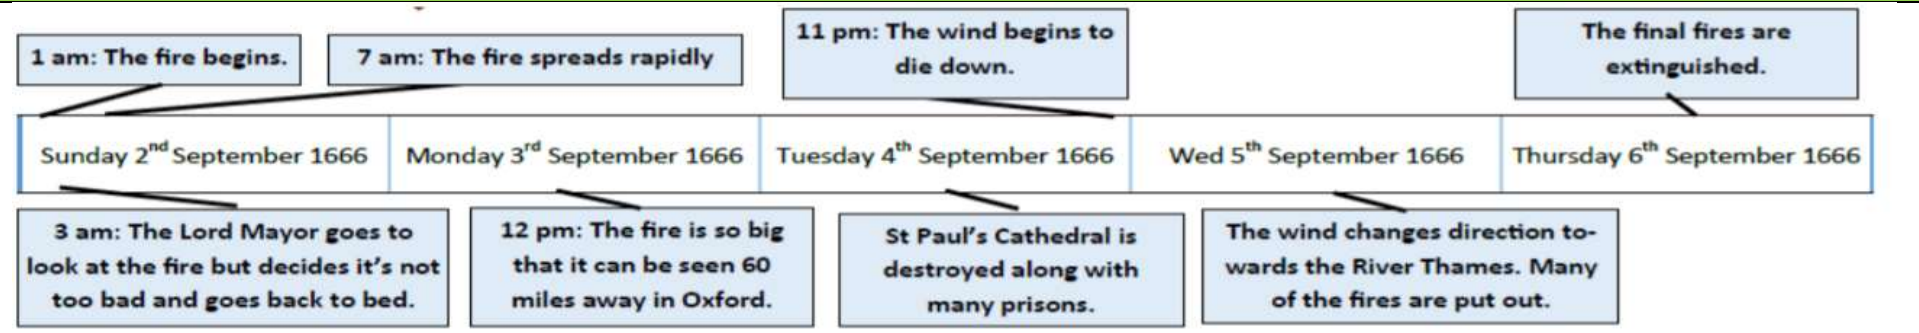 1 am: The fire begins.
7 am: The fire spreads rapidly
11 pm: The wind begins to
die down.
The final fires are
extinguished.
Sunday 2nd September 1666
Monday 3rd September 1666
Tuesday 4th September 1666
Wed 5th September 1666
Thursday 6th September 1666
3 am: The Lord Mayor goes to
look at the fire but decides it's not
too bad and goes back to bed.
12 pm: The fire is so big
that it can be seen 60
miles away in Oxford.
St Paul's Cathedral is
destroyed along with
many prisons.
The wind changes direction to-
wards the River Thames. Many
of the fires are put out.